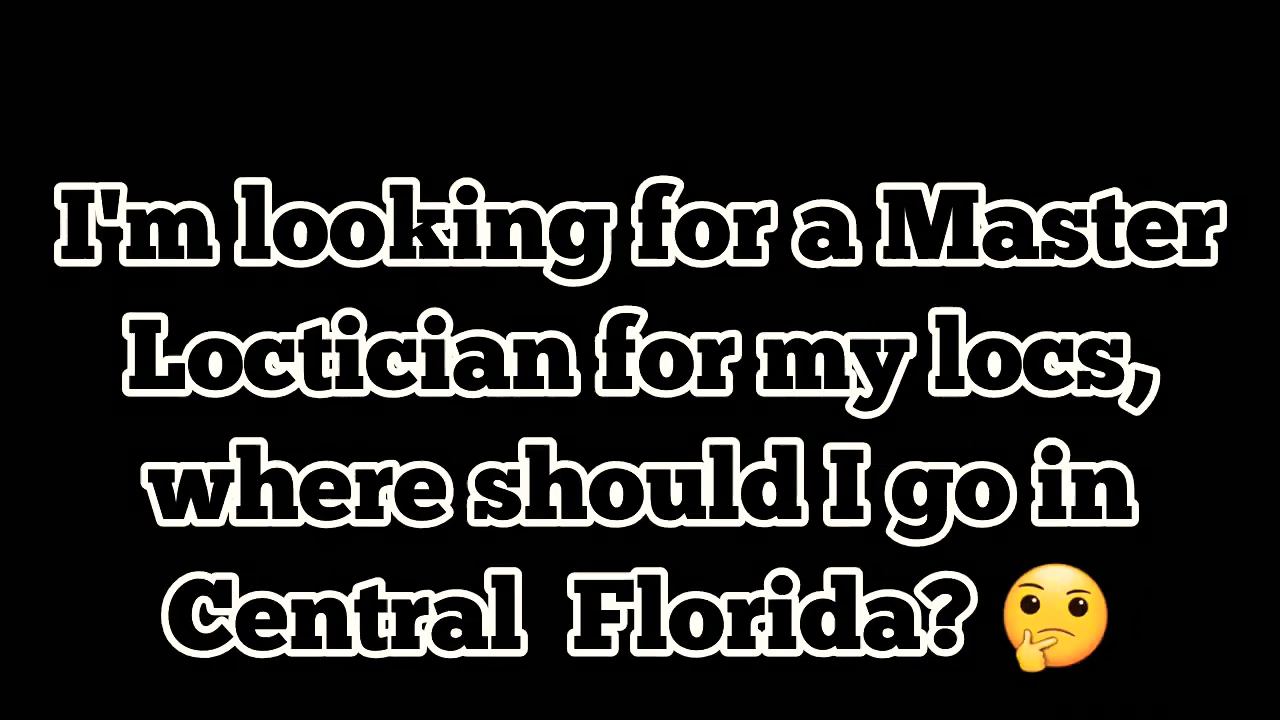 I'm looking for a Master
Loctician for my locs,
where should I go in
Central  Florida? 🤔